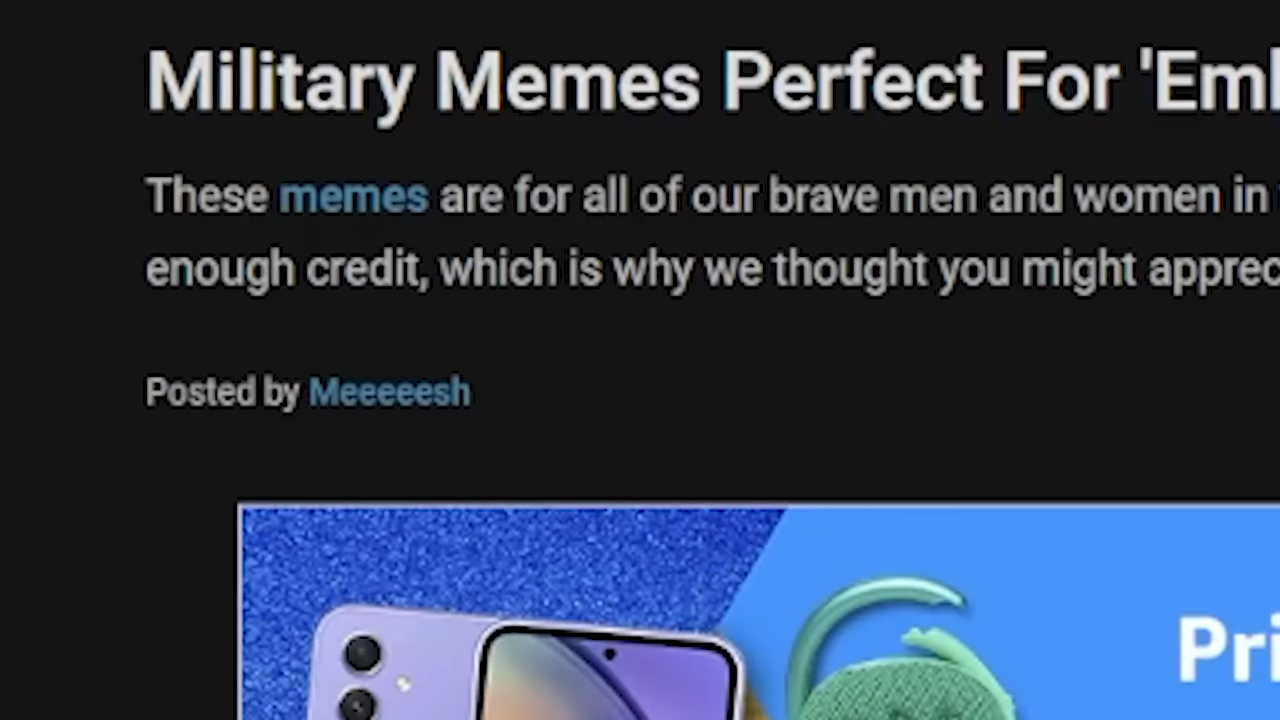 Military Memes Perfect For 'Em
These memes are for all of our brave men and women in
enough credit, which is why we thought you might apprec
Posted by Meeeeesh
Pri